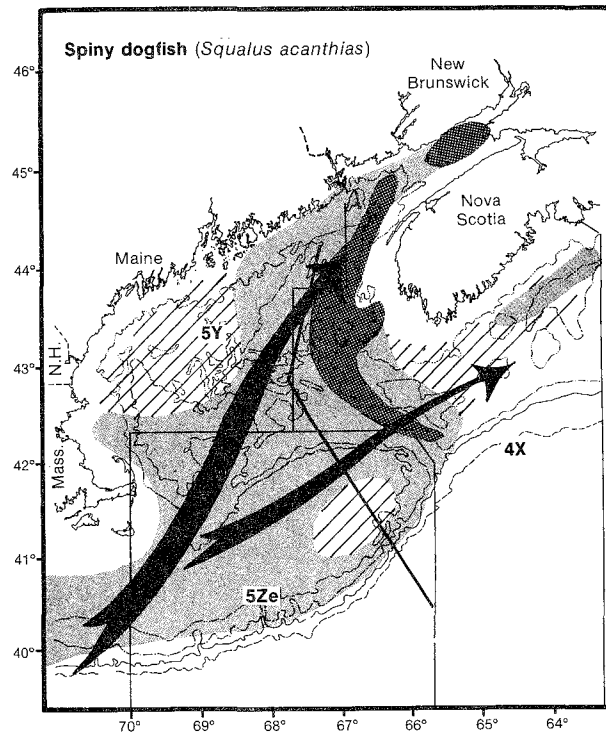 Spiny dogfish (Squalus acanthias)
New
Brunswick
46°
45°
Nova
Scotia
Maine
44°
5Y
N.H.
43°
4X
Mass.
42°
41°
5Ze
40°
70°
69°
68°
67°
66°
65°
64°